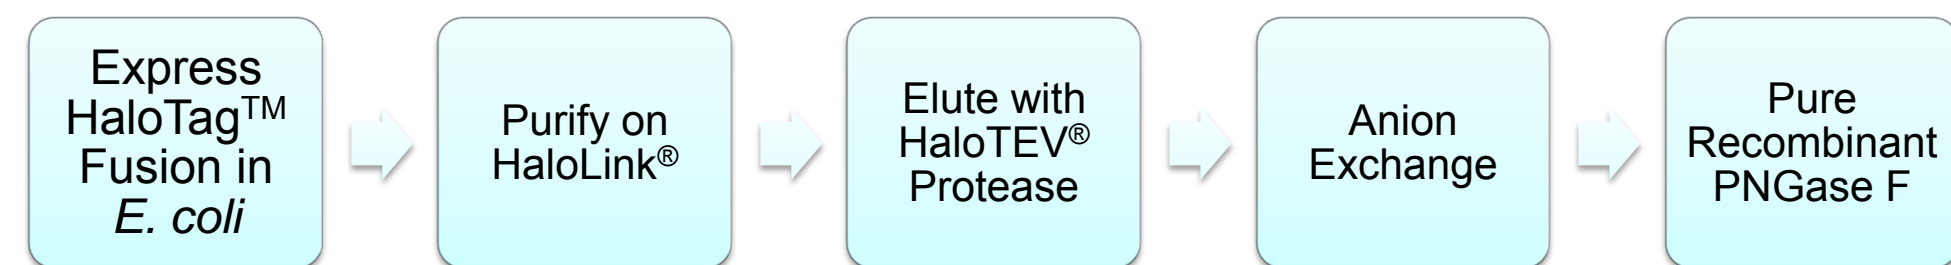 Express
HaloTag™
Fusion in
E. coli
Purify on
HaloLink®
Elute with
HaloTEV®
Protease
Anion
Exchange
Pure
Recombinant
PNGase F